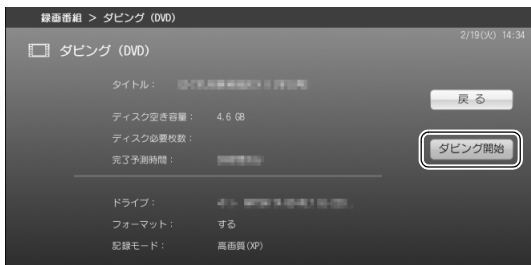 録画番組 > ダビング (DVD)
2/19(火) 14:34
ダビング (DVD)
タイトル：
戻る
ディスク空き容量： 4.6 GB
ディスク必要枚数：
ダビング開始
完了予測時間：
ドライブ：
フォーマット： する
記録モード： 高画質(XP)